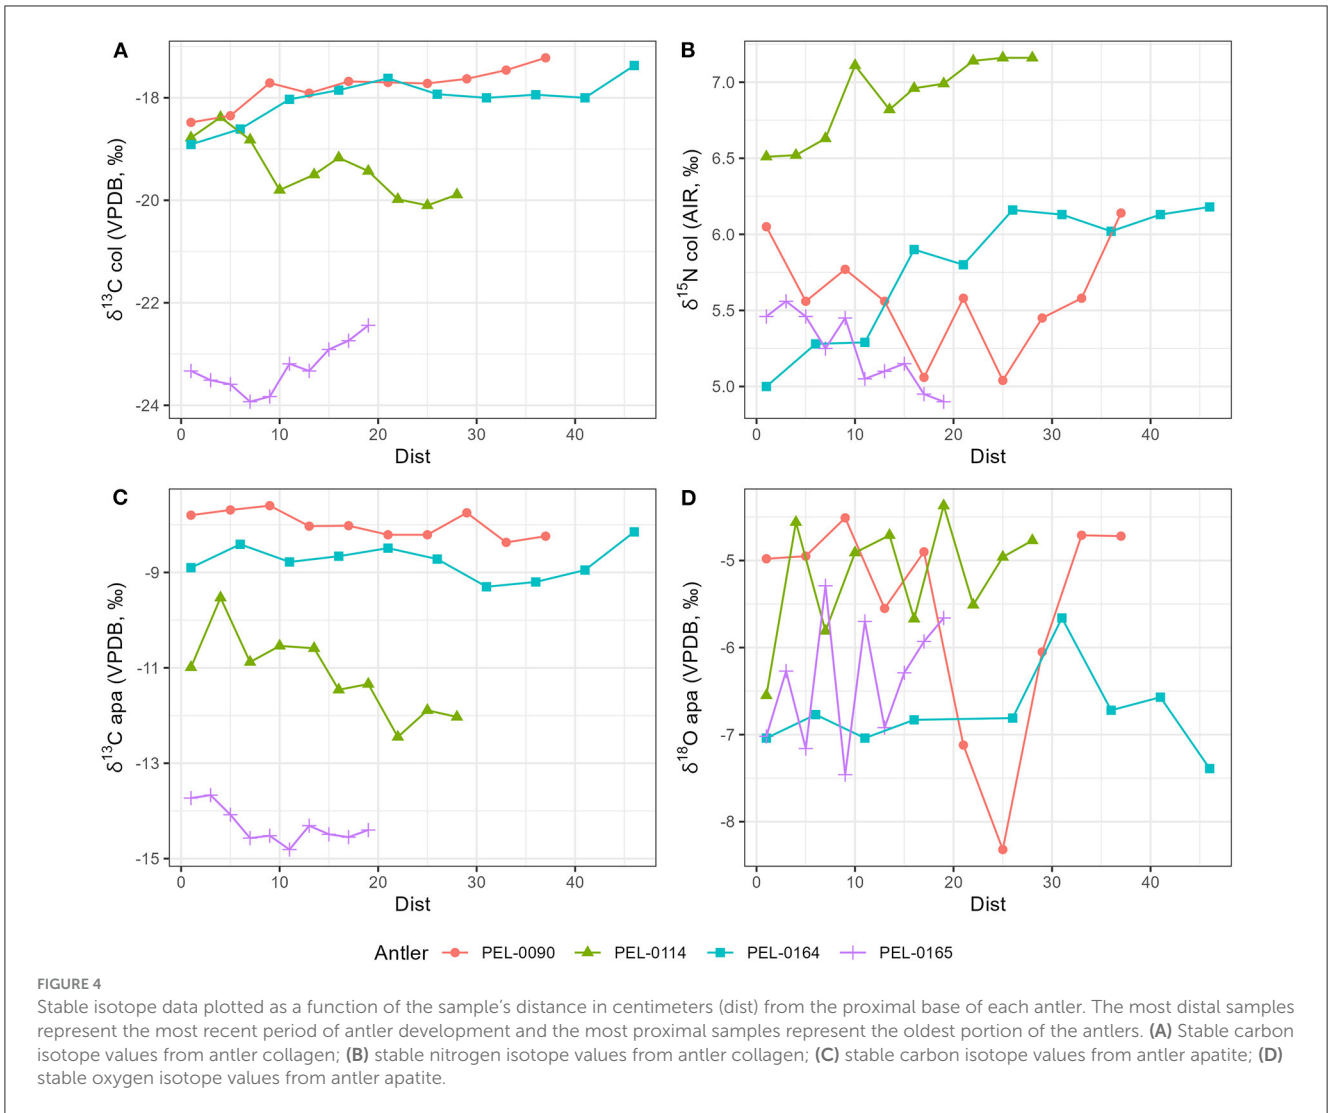 A
δ13C col (VPDB, ‰)
-18
-20
-22
-24
0 10 20 30 40
Dist
B
δ15N col (AIR, ‰)
7.0
6.5
6.0
5.5
5.0
0 10 20 30 40
Dist
C
δ13C apa (VPDB, ‰)
-9
-11
-13
-15
0 10 20 30 40
Dist
D
δ18O apa (VPDB, ‰)
-5
-6
-7
-8
0 10 20 30 40
Dist
Antler PEL-0090 PEL-0114 PEL-0164 PEL-0165
FIGURE 4
Stable isotope data plotted as a function of the sample’s distance in centimeters (dist) from the proximal base of each antler. The most distal samples
represent the most recent period of antler development and the most proximal samples represent the oldest portion of the antlers. (A) Stable carbon
isotope values from antler collagen; (B) stable nitrogen isotope values from antler collagen; (C) stable carbon isotope values from antler apatite; (D)
stable oxygen isotope values from antler apatite.